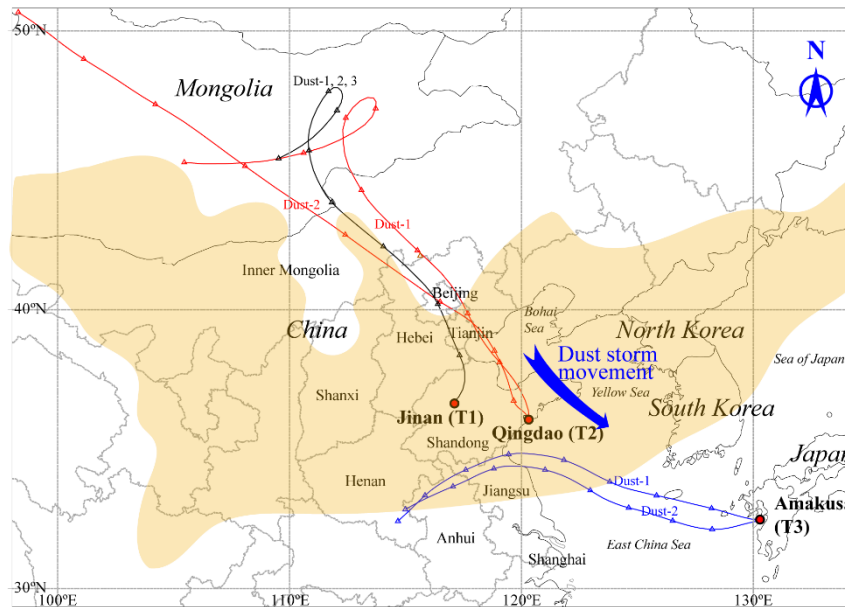 50ºN
N
Mongolia
Dust-1, 2, 3
Dust-2
Dust-1
Inner Mongolia
Beijing
40ºN
Bohai
Sea
China
Hebei
Tianjin
North Korea
Sea of Japan
Dust storm
movement
Yellow Sea
Shanxi
South Korea
Jinan (T1)
Qingdao (T2)
Shandong
Japan
Henan
Jiangsu
Dust-1
Dust-2
Amakusa
(T3)
Anhui
East China Sea
Shanghai
30ºN
100ºE
110ºE
120ºE
130ºE